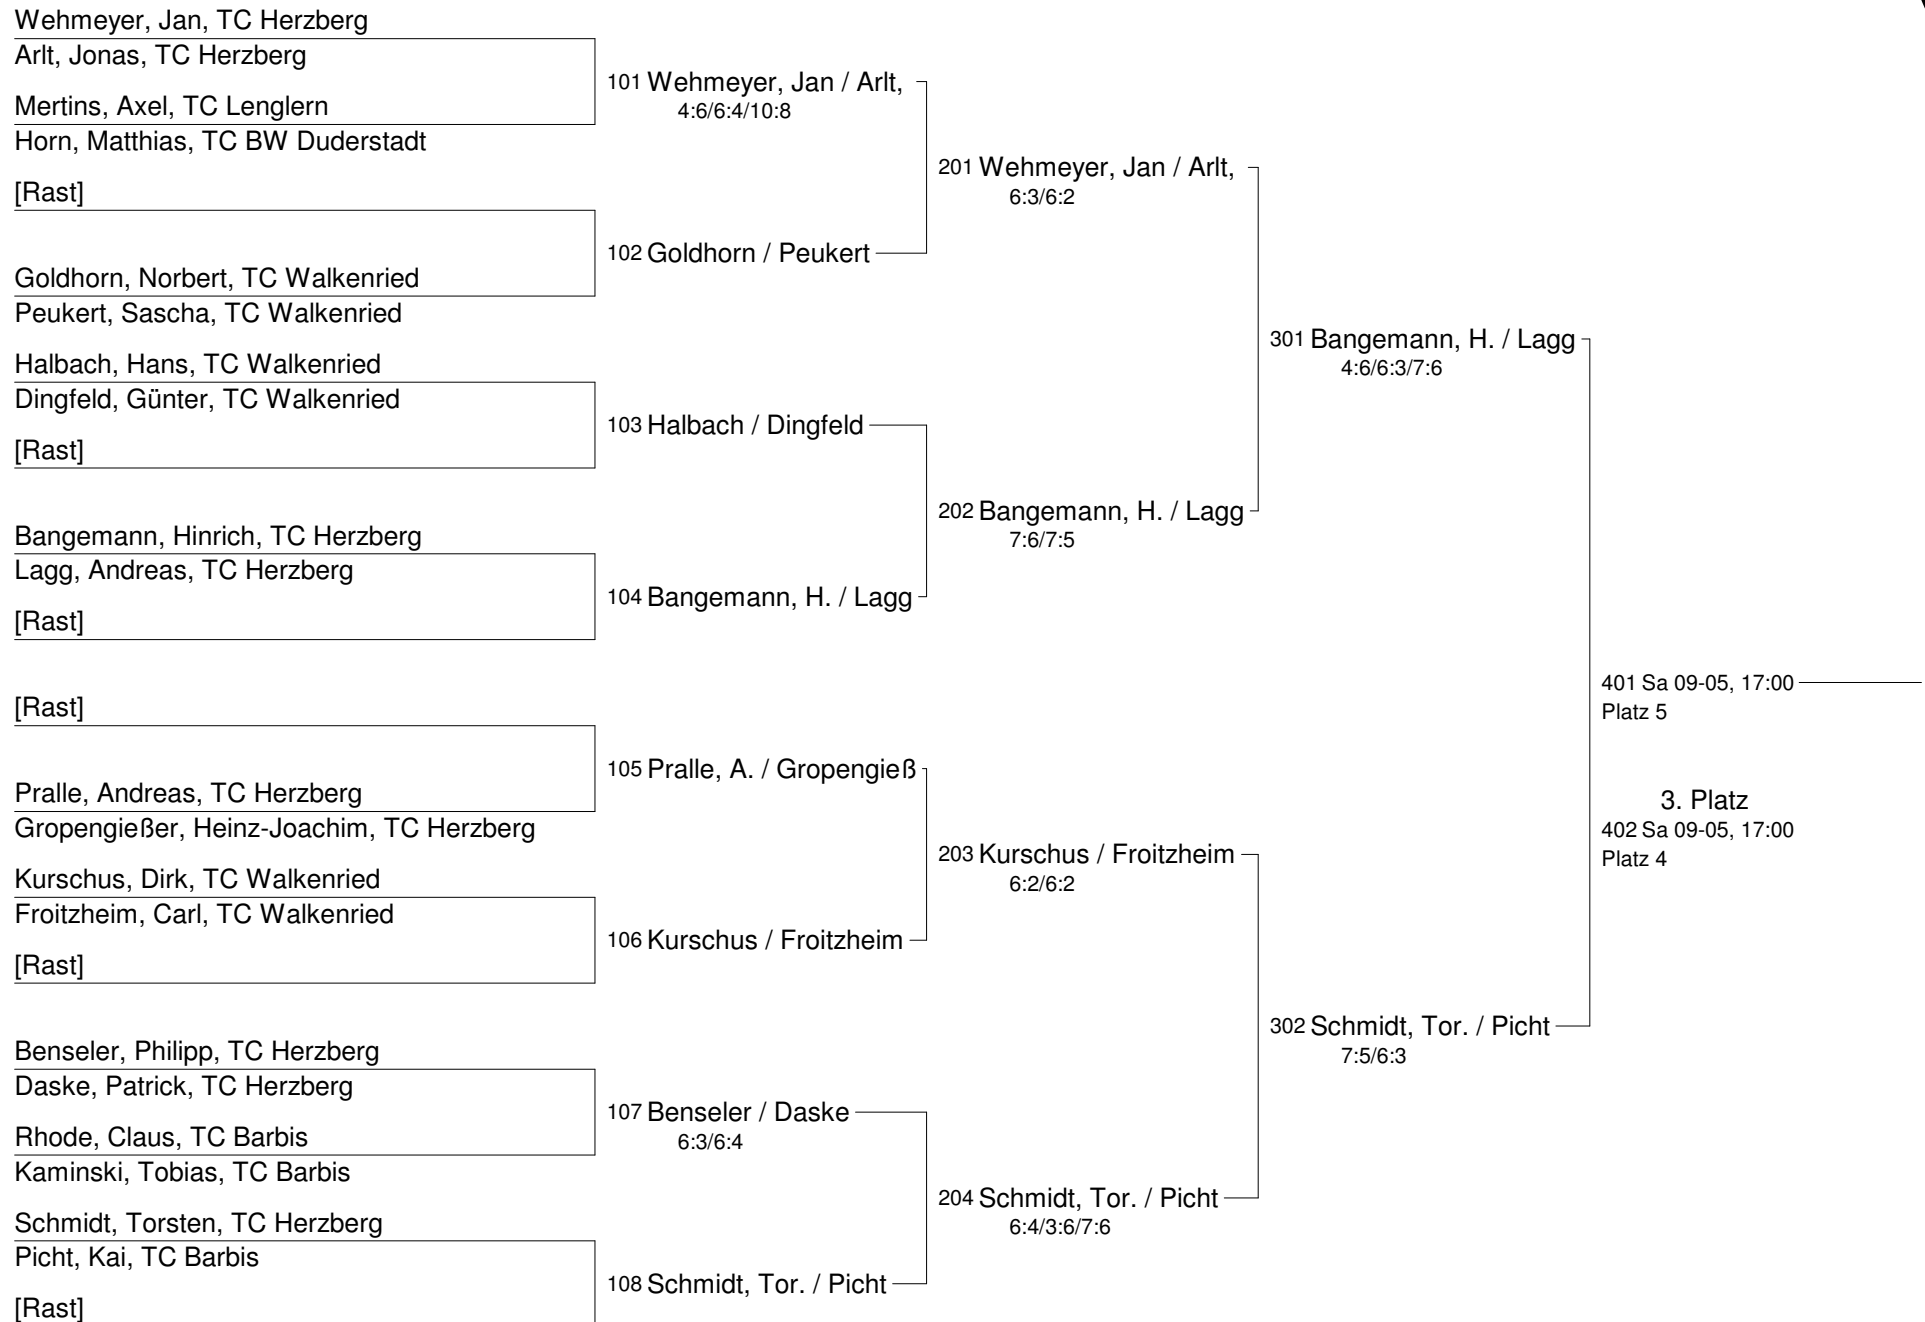 Wehmeyer, Jan, TC Herzberg
Arlt, Jonas, TC Herzberg
Mertins, Axel, TC Lenglern
Horn, Matthias, TC BW Duderstadt
[Rast]
Goldhorn, Norbert, TC Walkenried
Peukert, Sascha, TC Walkenried
Halbach, Hans, TC Walkenried
Dingfeld, Günter, TC Walkenried
[Rast]
Bangemann, Hinrich, TC Herzberg
Lagg, Andreas, TC Herzberg
[Rast]
[Rast]
Pralle, Andreas, TC Herzberg
Gropengießer, Heinz-Joachim, TC Herzberg
Kurschus, Dirk, TC Walkenried
Froitzheim, Carl, TC Walkenried
[Rast]
Benseler, Philipp, TC Herzberg
Daske, Patrick, TC Herzberg
Rhode, Claus, TC Barbis
Kaminski, Tobias, TC Barbis
Schmidt, Torsten, TC Herzberg
Picht, Kai, TC Barbis
[Rast]
101 Wehmeyer, Jan / Arlt,
4:6/6:4/10:8
102 Goldhorn / Peukert
103 Halbach / Dingfeld
104 Bangemann, H. / Lagg
105 Pralle, A. / Gropengieß
106 Kurschus / Froitzheim
107 Benseler / Daske
6:3/6:4
108 Schmidt, Tor. / Picht
201 Wehmeyer, Jan / Arlt,
6:3/6:2
202 Bangemann, H. / Lagg
7:6/7:5
203 Kurschus / Froitzheim
6:2/6:2
204 Schmidt, Tor. / Picht
6:4/3:6/7:6
301 Bangemann, H. / Lagg
4:6/6:3/7:6
302 Schmidt, Tor. / Picht
7:5/6:3
401 Sa 09-05, 17:00
Platz 5
3. Platz
402 Sa 09-05, 17:00
Platz 4